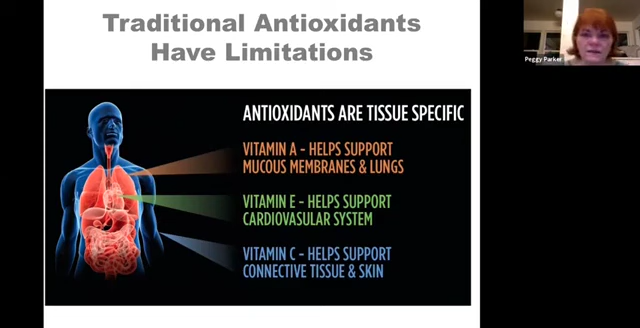 Traditional Antioxidants
Have Limitations
Peggy Parker
ANTIOXIDANTS ARE TISSUE SPECIFIC
VITAMIN A - HELPS SUPPORT
MUCOUS MEMBRANES & LUNGS
VITAMIN E - HELPS SUPPORT
CARDIOVASCULAR SYSTEM
VITAMIN C - HELPS SUPPORT
CONNECTIVE TISSUE & SKIN